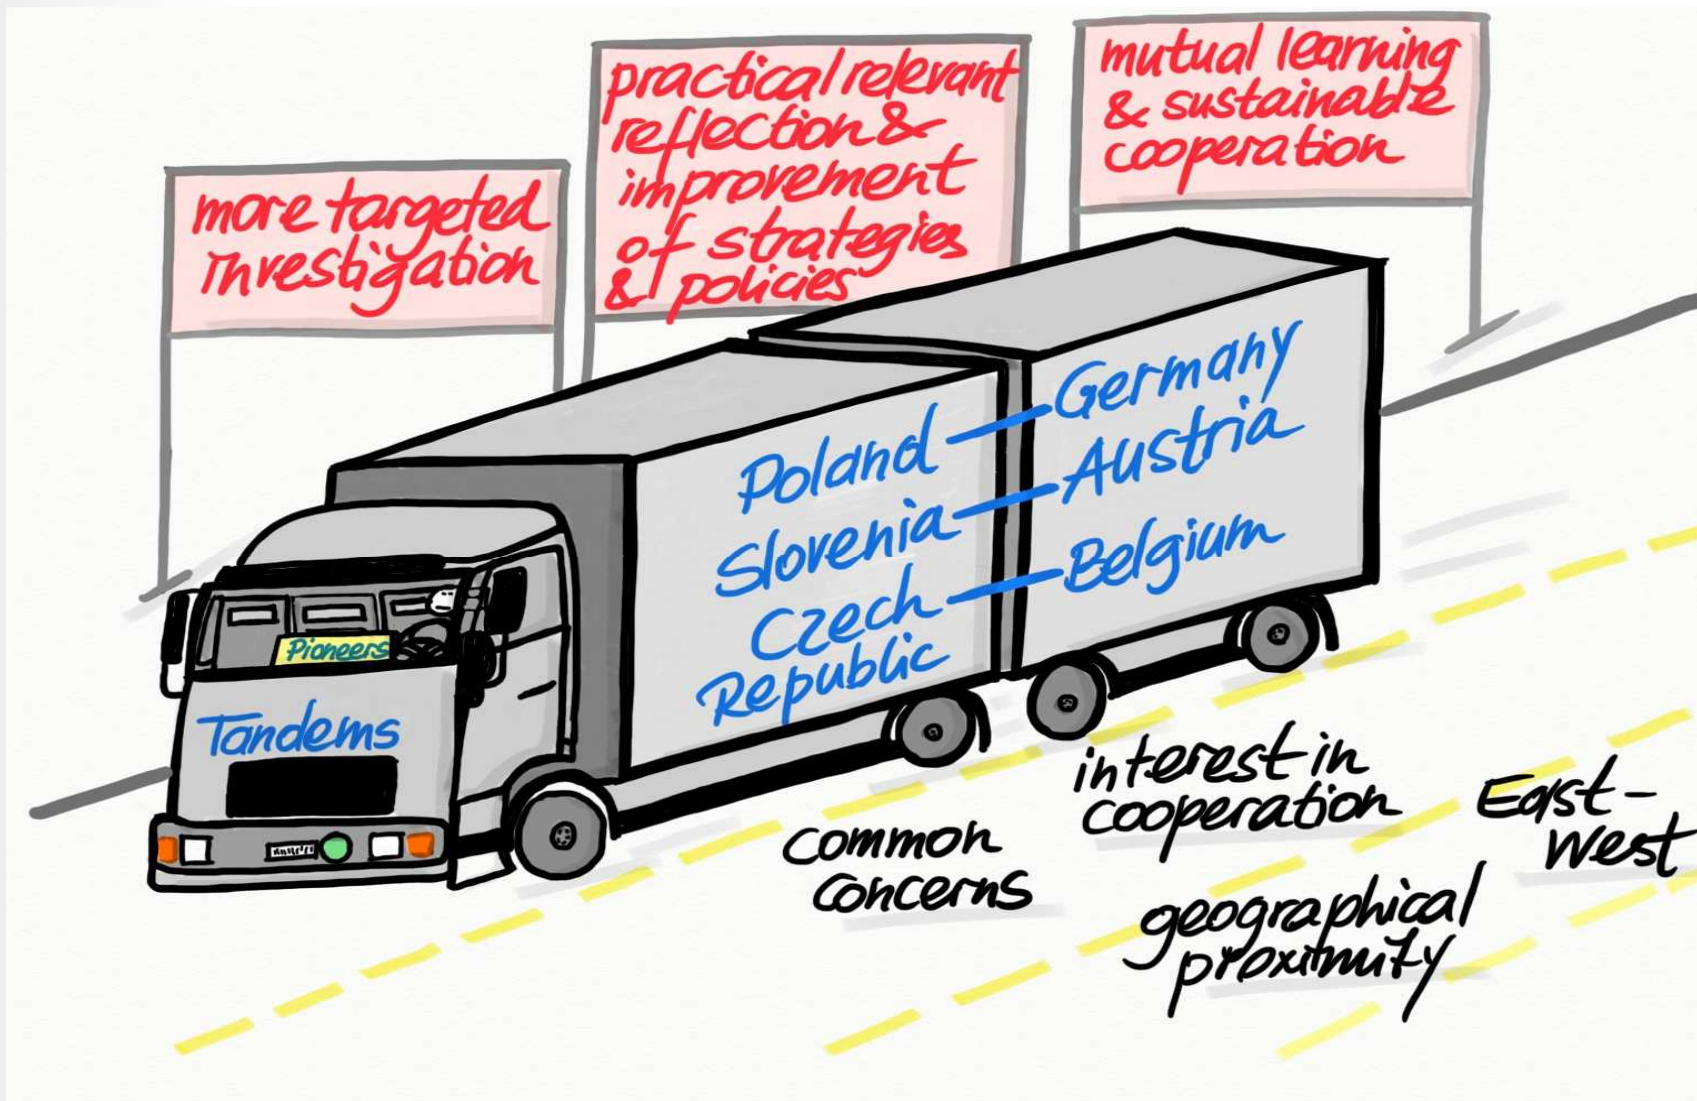 more targeted
investigation
practical relevant
reflection &
improvement
of strategies
& policies
mutual learning
& sustainable
cooperation
Poland – Germany
Slovenia – Austria
Czech – Belgium
Republic
Pioneers
Tandems
common
concerns
interest in
cooperation
geographical
proximity
East-
West